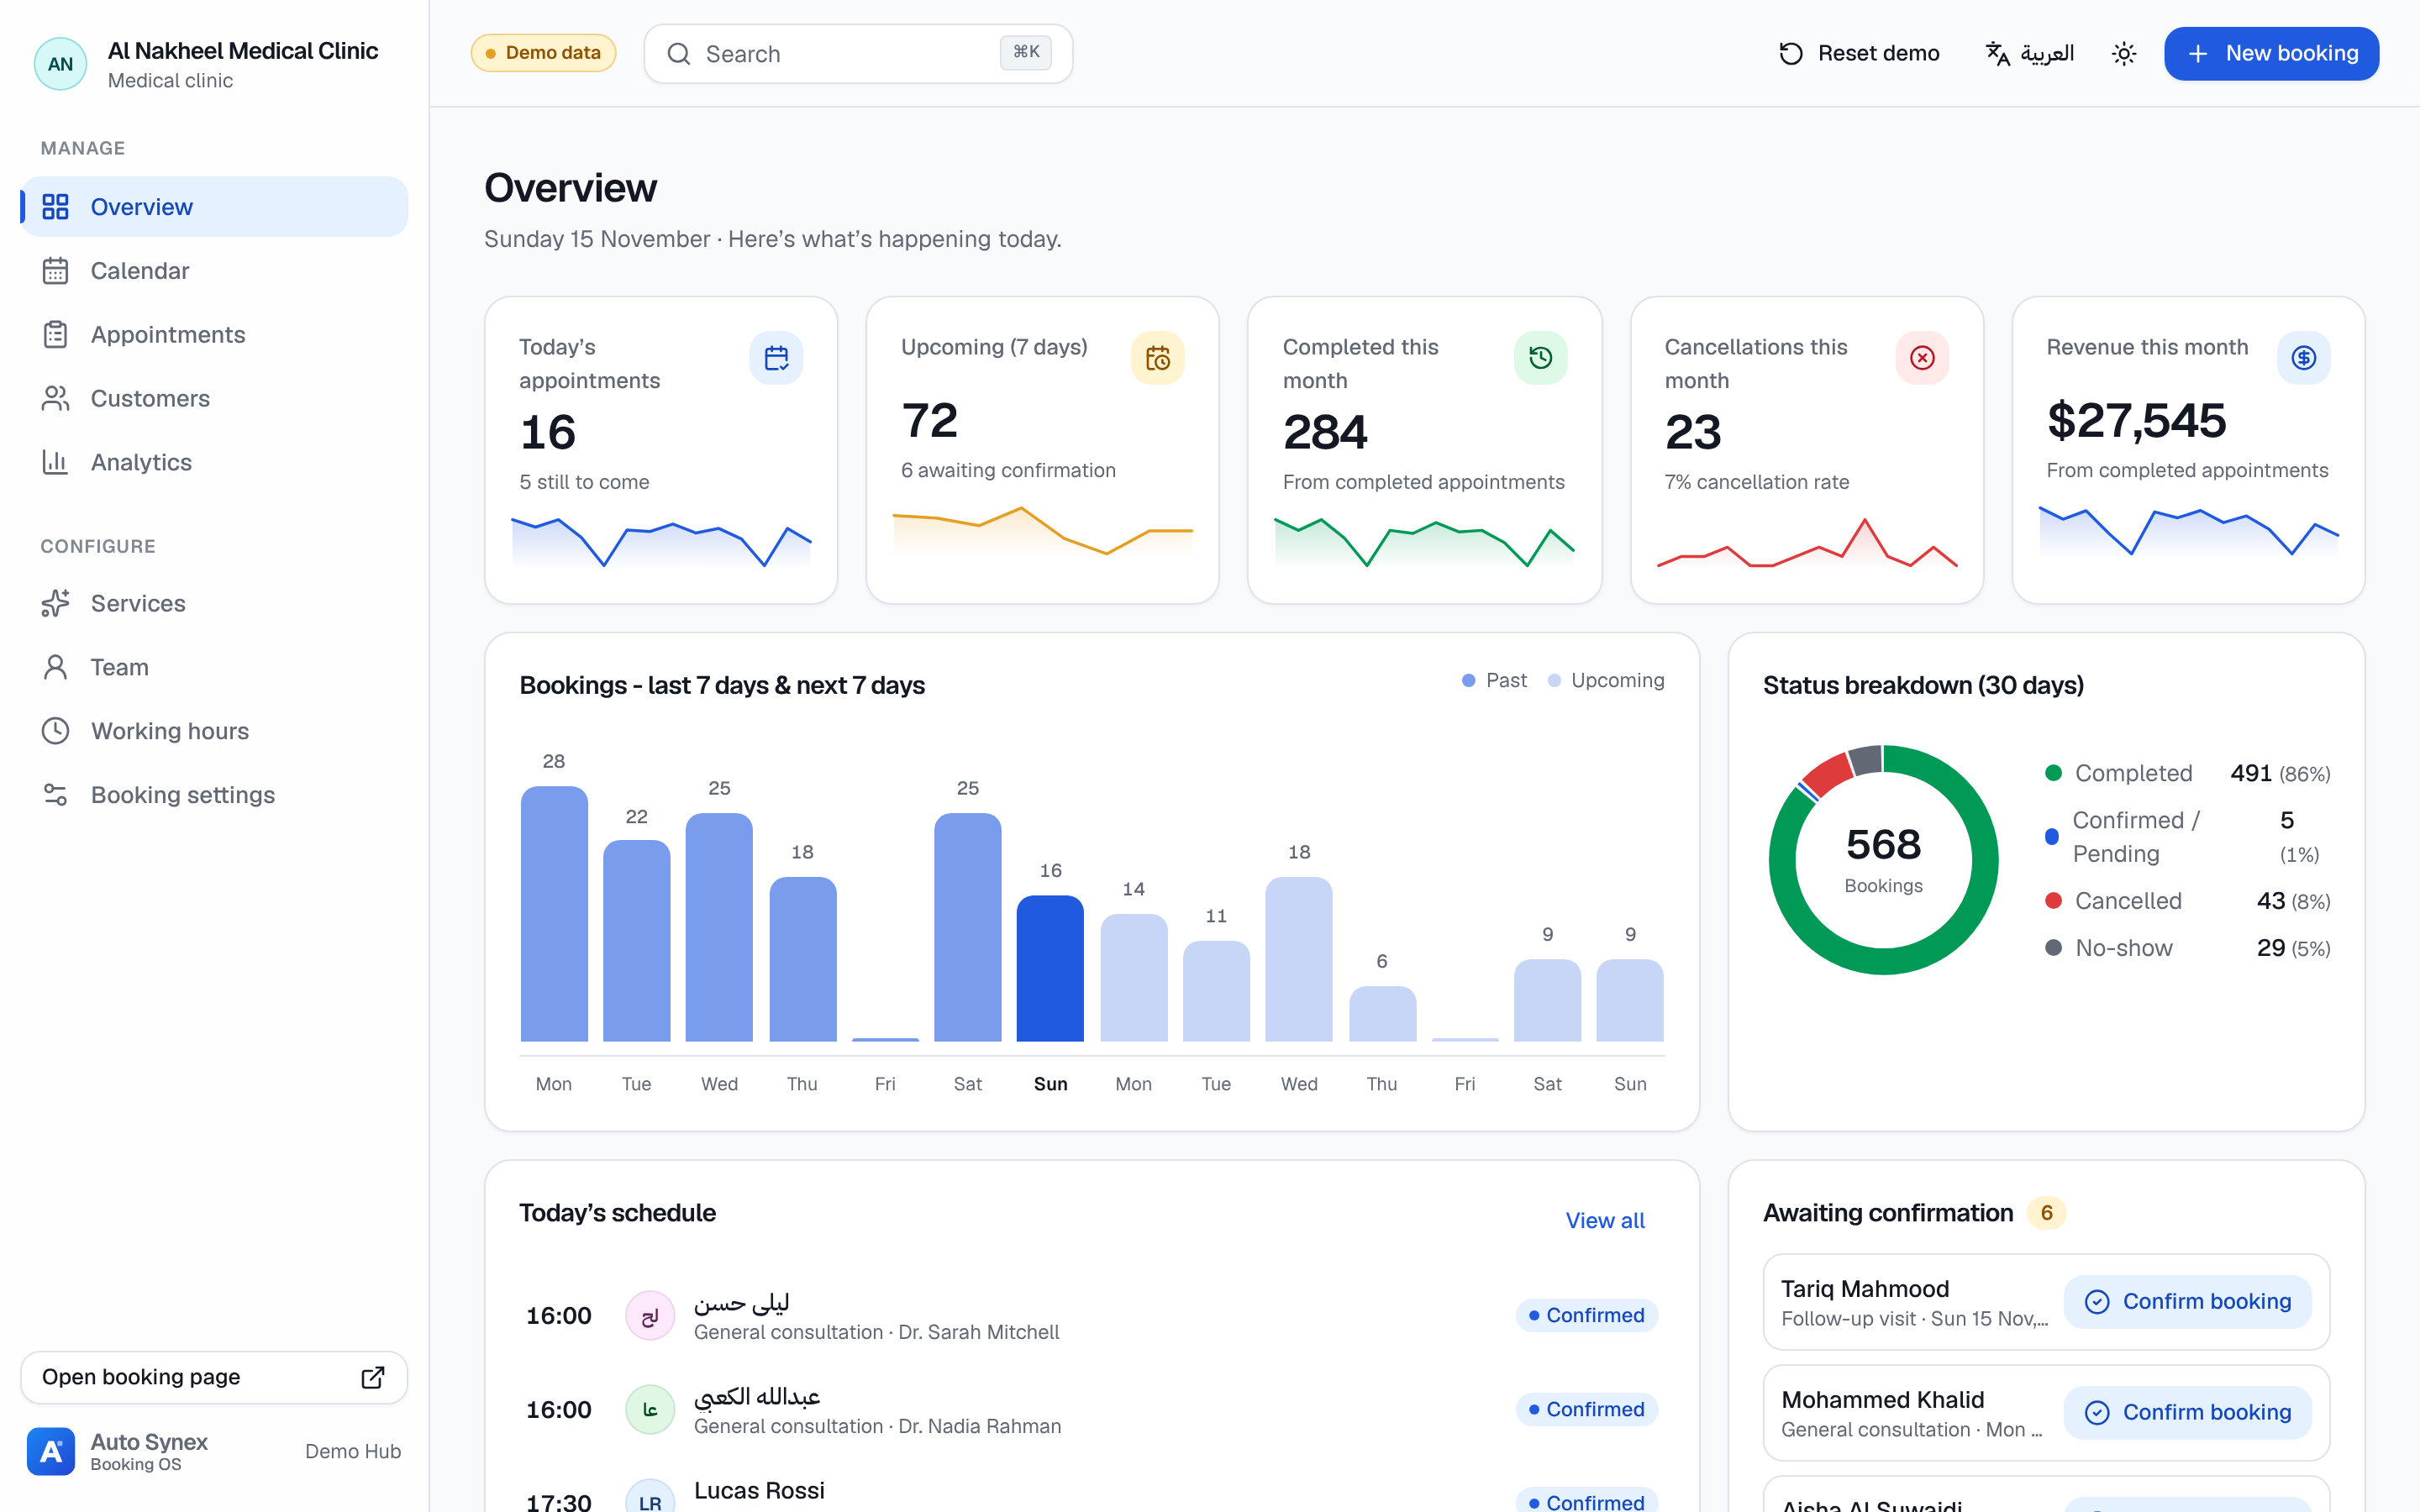 AN
Al Nakheel Medical Clinic
Medical clinic
MANAGE
Overview
Calendar
Appointments
Customers
Analytics
CONFIGURE
Services
Team
Working hours
Booking settings
Open booking page
A
Auto Synex
Booking OS
Demo Hub
Demo data
Search
⌘K
Reset demo
العربية
New booking
Overview
Sunday 15 November · Here’s what’s happening today.
Today’s
appointments
16
5 still to come
Upcoming (7 days)
72
6 awaiting confirmation
Completed this
month
284
From completed appointments
Cancellations this
month
23
7% cancellation rate
Revenue this month
$27,545
From completed appointments
Bookings - last 7 days & next 7 days
Past
Upcoming
28
22
25
18
25
16
14
11
18
6
9
9
Mon
Tue
Wed
Thu
Fri
Sat
Sun
Mon
Tue
Wed
Thu
Fri
Sat
Sun
Status breakdown (30 days)
568
Bookings
Completed 491 (86%)
Confirmed / 5
Pending (1%)
Cancelled 43 (8%)
No-show 29 (5%)
Today’s schedule
View all
16:00
لح
ليلى حسن
General consultation · Dr. Sarah Mitchell
Confirmed
16:00
عا
عبدالله الكعبي
General consultation · Dr. Nadia Rahman
Confirmed
17:30
LR
Lucas Rossi
Confirmed
Awaiting confirmation 6
Tariq Mahmood
Follow-up visit · Sun 15 Nov,…
Confirm booking
Mohammed Khalid
General consultation · Mon …
Confirm booking
Aisha Al Suwaidi